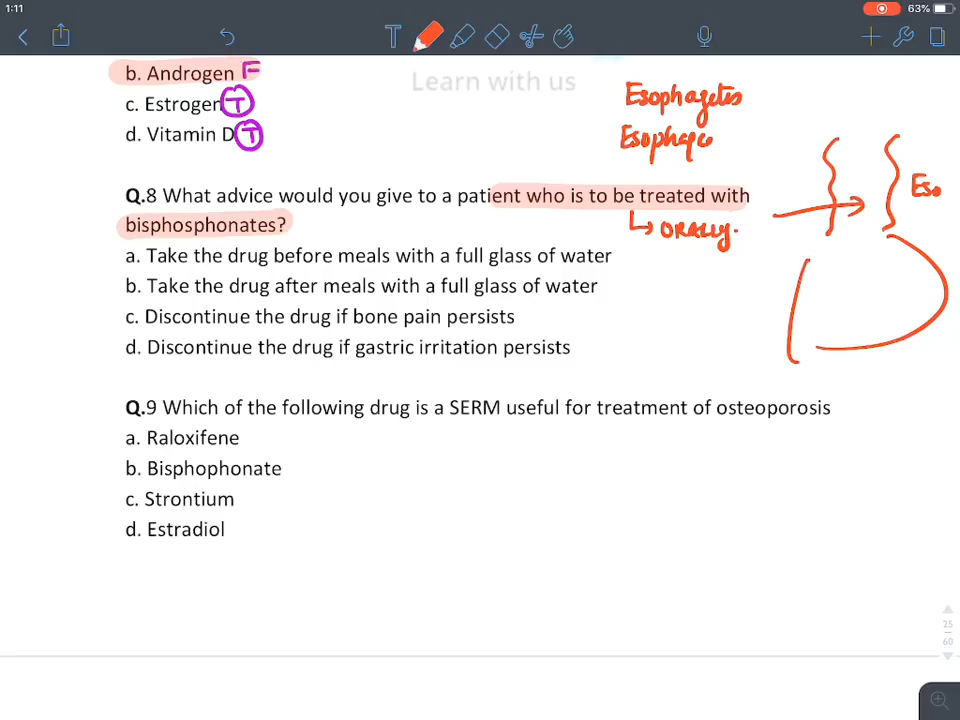 1:11
63%
T
b. Androgen F
Learn with us
c. Estrogen T
d. Vitamin D T
Esophagetis
Esophage
Q.8 What advice would you give to a patient who is to be treated with
bisphosphonates?
ORALLY.
Eso
a. Take the drug before meals with a full glass of water
b. Take the drug after meals with a full glass of water
c. Discontinue the drug if bone pain persists
d. Discontinue the drug if gastric irritation persists
Q.9 Which of the following drug is a SERM useful for treatment of osteoporosis
a. Raloxifene
b. Bisphophonate
c. Strontium
d. Estradiol
25
60